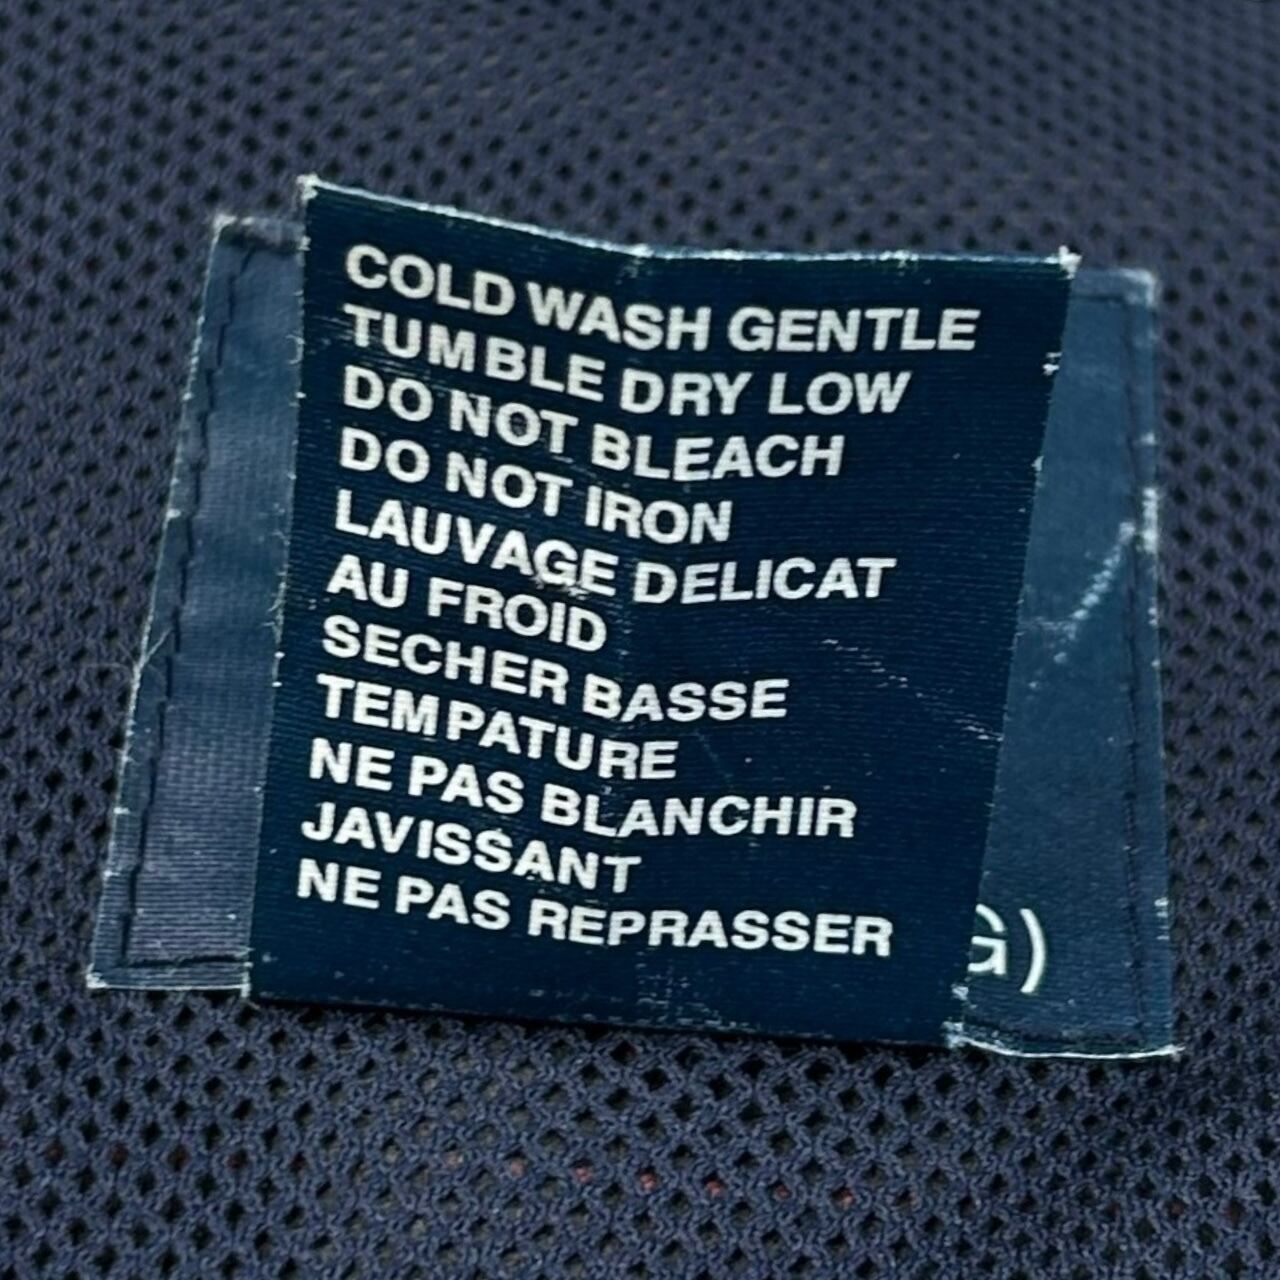 COLD WASH GENTLE
TUMBLE DRY LOW
DO NOT BLEACH
DO NOT IRON
LAUVAGE DELICAT
AU FROID
SECHER BASSE
TEMPATURE
NE PAS BLANCHIR
JAVISSANT
NE PAS REPRASSER
G)